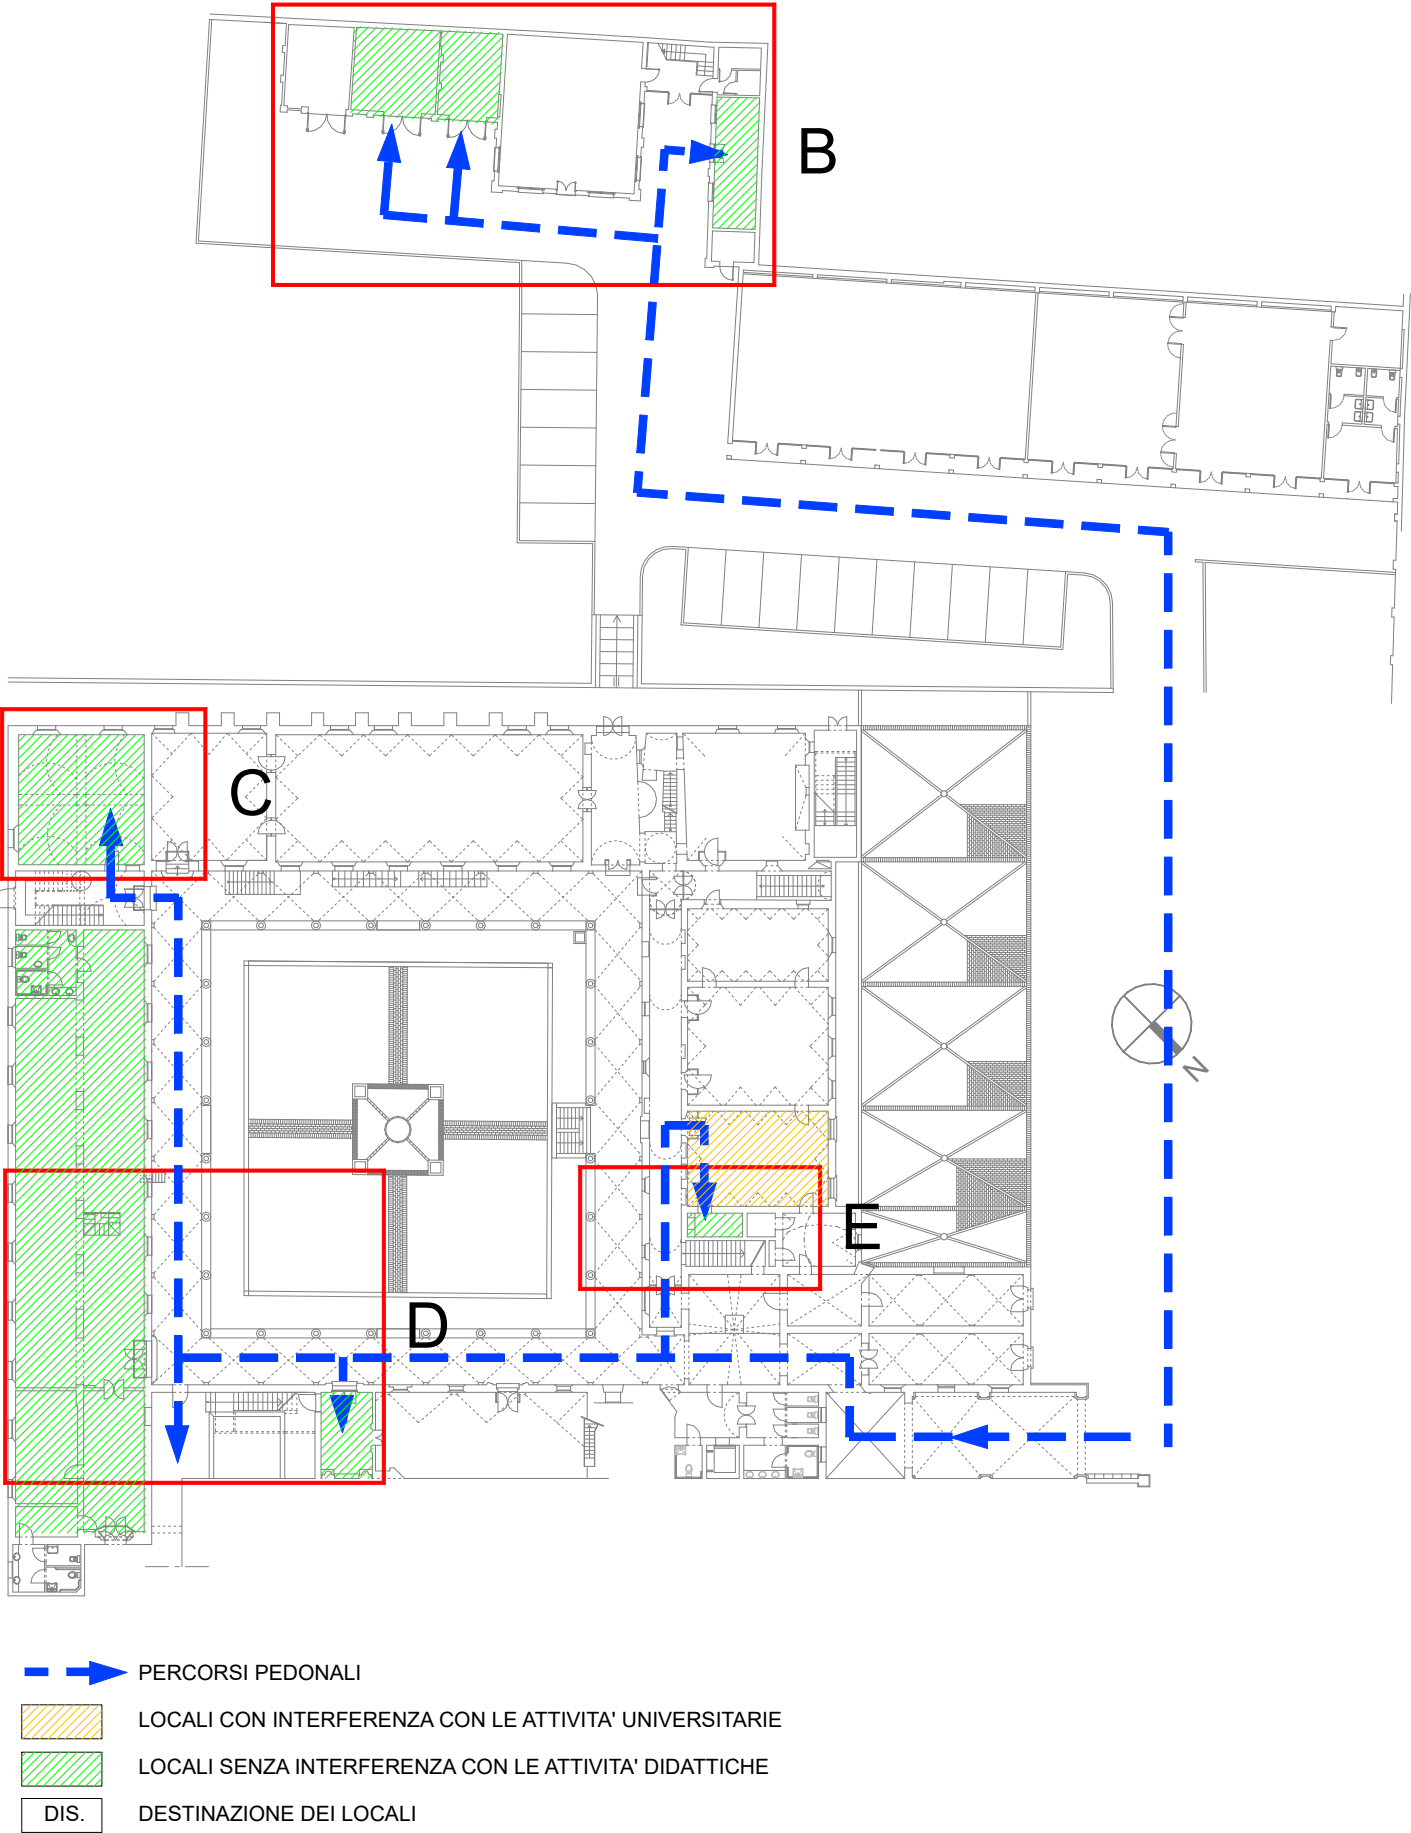 B
C
N
E
D
PERCORSI PEDONALI
LOCALI CON INTERFERENZA CON LE ATTIVITA' UNIVERSITARIE
LOCALI SENZA INTERFERENZA CON LE ATTIVITA' DIDATTICHE
DIS. DESTINAZIONE DEI LOCALI